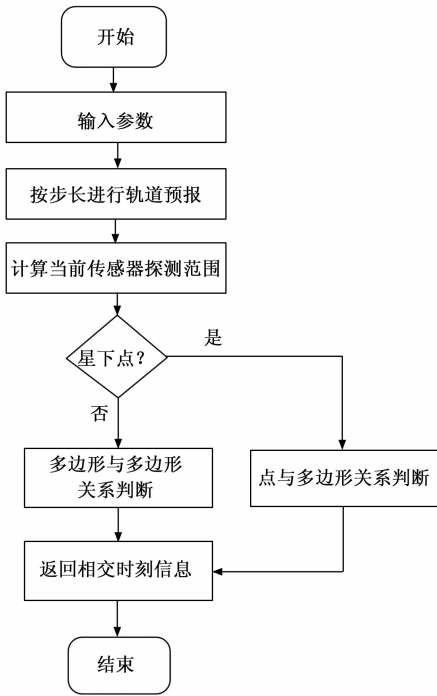 开始
输入参数
按步长进行轨道预报
计算当前传感器探测范围
星下点？
是
否
多边形与多边形
关系判断
点与多边形关系判断
返回相交时刻信息
结束